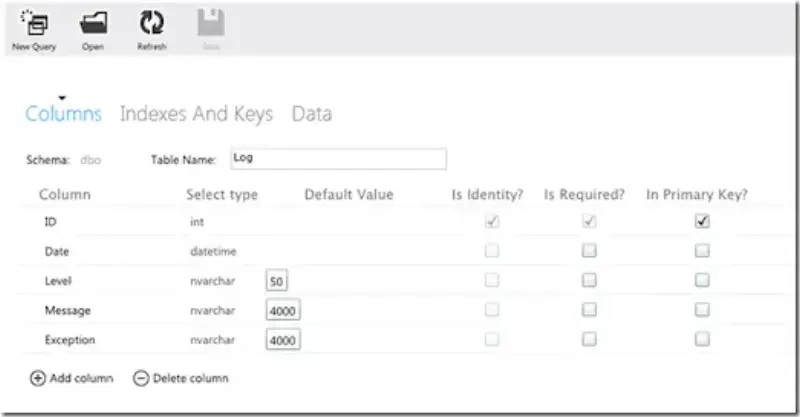 New Query Open Refresh Save
Columns Indexes And Keys Data
Schema: dbo Table Name: Log
Column Select type Default Value Is Identity? Is Required? In Primary Key?
ID int
Date datetime
Level nvarchar 50
Message nvarchar 4000
Exception nvarchar 4000
Add column Delete column